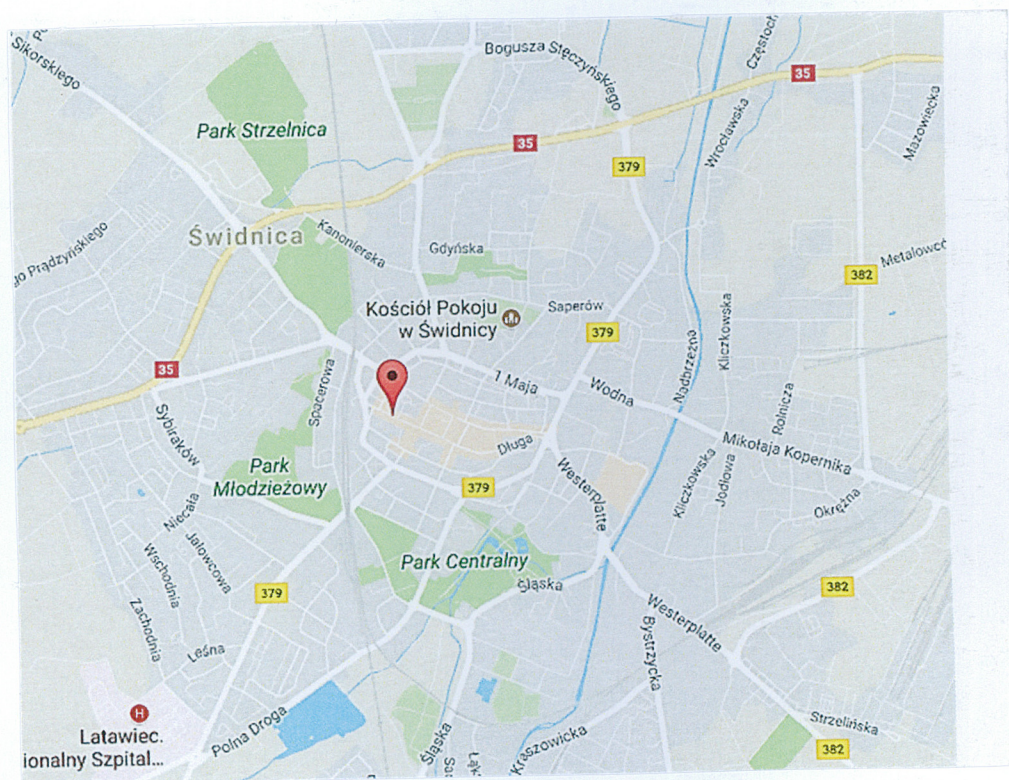 Sikorskiego
Bogusza Stęczyńskiego
35
Park Strzelnica
35
379
Wrocławska
Mazowiecka
Świdnica
Kanonierska
Gdyńska
Metalowc
382
o Prądzyńskiego
Kościół Pokoju
w Świdnicy
Saperów
379
Nadbrzeżna
Kliczkowska
35
Spacerowa
1 Maja
Wodna
Rolnicza
Sybiraków
Długa
Mikołaja Kopernika
Park
Młodzieżowy
379
Westerplatte
Kliczkowska
Jodłowa
Okrężna
Niecała
Jałowcowa
Wschodnia
Park Centralny
Śląska
379
382
Zachodnia
Leśna
Westerplatte
Bystrzycka
H
Latawiec.
ionalny Szpital...
Polna Droga
Śląska
Kraszowicka
Strzelińska
382